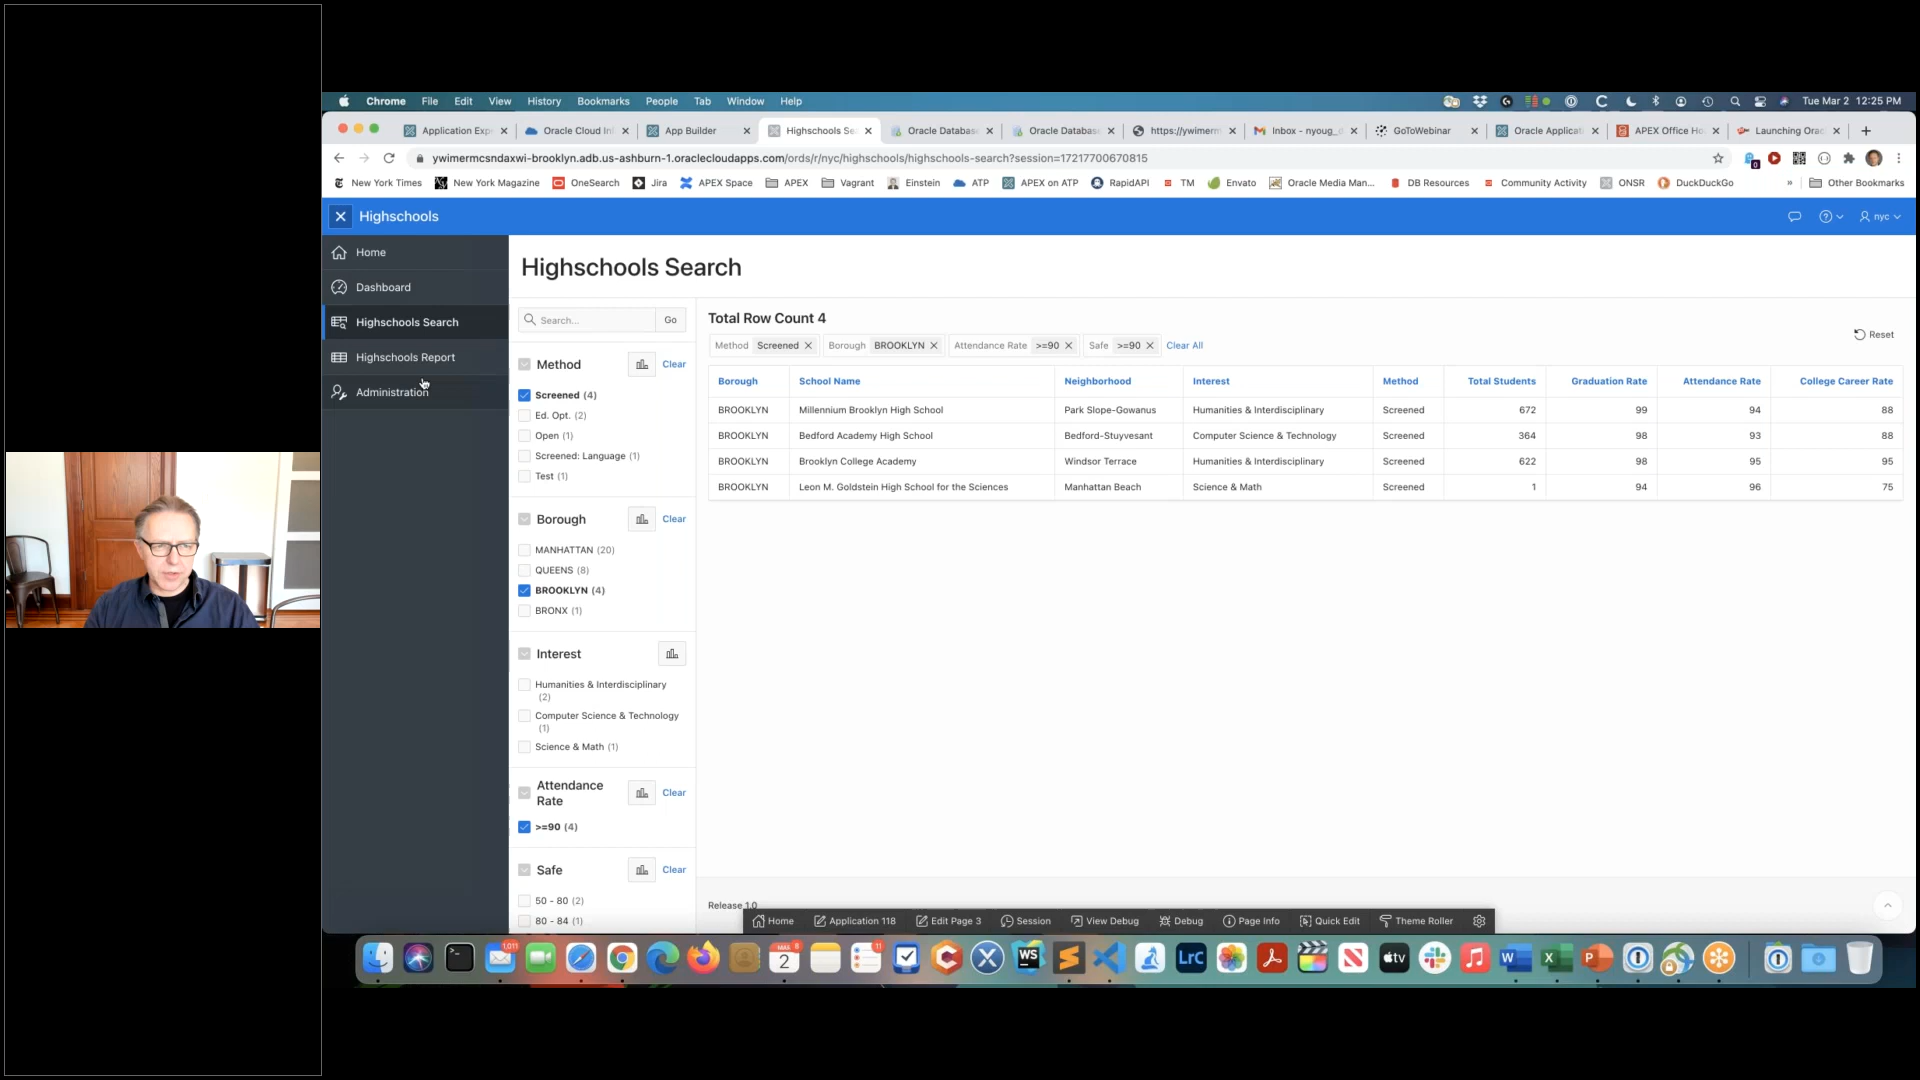 Chrome File Edit View History Bookmarks People Tab Window Help Tue Mar 2 12:25 PM
Application Exp Oracle Cloud In App Builder Highschools Se Oracle Databas Oracle Databas https://ywimerm Inbox - nyoug_ GoToWebinar Oracle Applicat APEX Office Ho Launching Orac
ywimermcsndaxwi-brooklyn.adb.us-ashburn-1.oraclecloudapps.com/ords/r/nyc/highschools/highschools-search?session=17217700670815
New York Times New York Magazine OneSearch Jira APEX Space APEX Vagrant Einstein ATP APEX on ATP RapidAPI TM Envato Oracle Media Man... DB Resources Community Activity ONSR DuckDuckGo » Other Bookmarks
Highschools
nyc
Home
Dashboard
Highschools Search
Highschools Report
Administration
Highschools Search
Search...
Go
Method
Clear
Screened (4)
Ed. Opt. (2)
Open (1)
Screened: Language (1)
Test (1)
Borough
Clear
MANHATTAN (20)
QUEENS (8)
BROOKLYN (4)
BRONX (1)
Interest
Humanities & Interdisciplinary
(2)
Computer Science & Technology
(1)
Science & Math (1)
Attendance
Rate
Clear
>=90 (4)
Safe
Clear
50 - 80 (2)
80 - 84 (1)
Total Row Count 4
Reset
Method Screened Borough BROOKLYN Attendance Rate >=90 Safe >=90 Clear All
Borough School Name Neighborhood Interest Method Total Students Graduation Rate Attendance Rate College Career Rate
BROOKLYN Millennium Brooklyn High School Park Slope-Gowanus Humanities & Interdisciplinary Screened 672 99 94 88
BROOKLYN Bedford Academy High School Bedford-Stuyvesant Computer Science & Technology Screened 364 98 93 88
BROOKLYN Brooklyn College Academy Windsor Terrace Humanities & Interdisciplinary Screened 622 98 95 95
BROOKLYN Leon M. Goldstein High School for the Sciences Manhattan Beach Science & Math Screened 1 94 96 75
Release 1.0
Home Application 118 Edit Page 3 Session View Debug Debug Page Info Quick Edit Theme Roller
1,011 2 11 WS LrC tv W X P